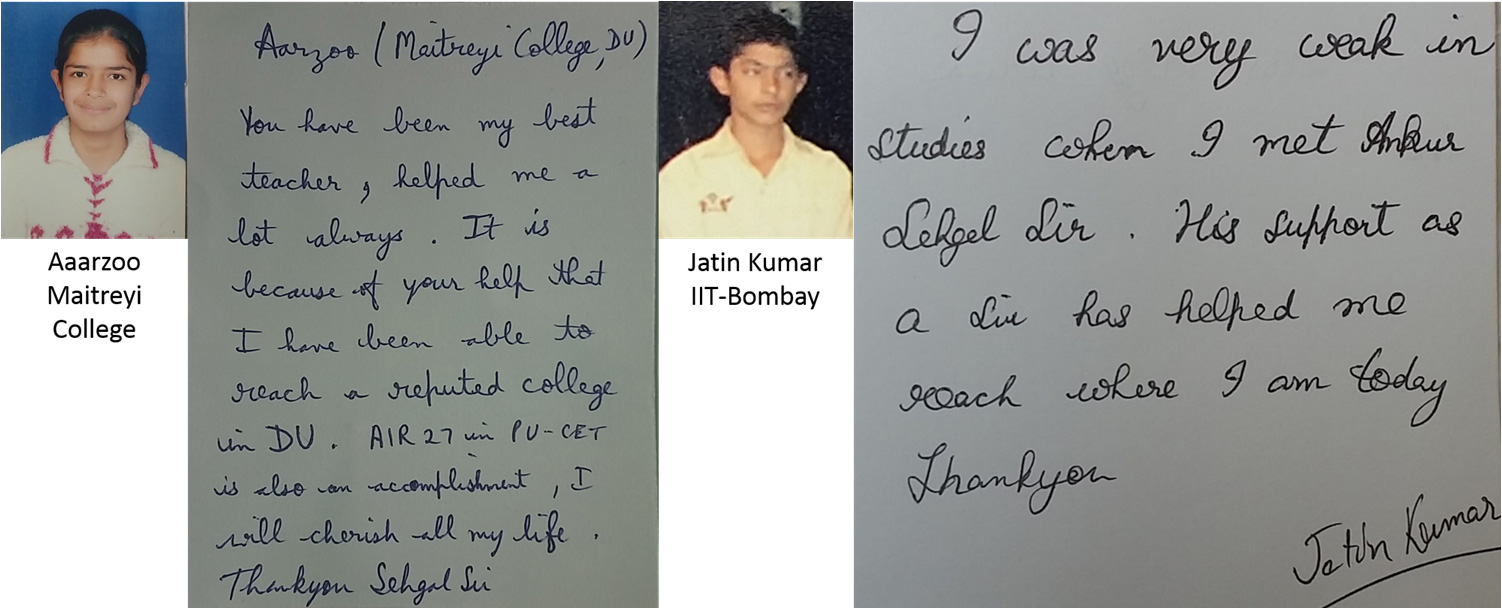 Aaarzoo
Maitreyi
College
Aarzoo (Maitreyi College, DU)
You have been my best
teacher, helped me a
lot always. It is
because of your help that
I have been able to
reach a reputed college
in DU. AIR 27 in PU-CET
is also an accomplishment, I
will cherish all my life.
Thankyou Sehgal Sir
Jatin Kumar
IIT-Bombay
I was very weak in
studies when I met Ankur
Sehgel Sir. His support as
a Sir has helped me
reach where I am today
Thankyou
Jatin Kumar